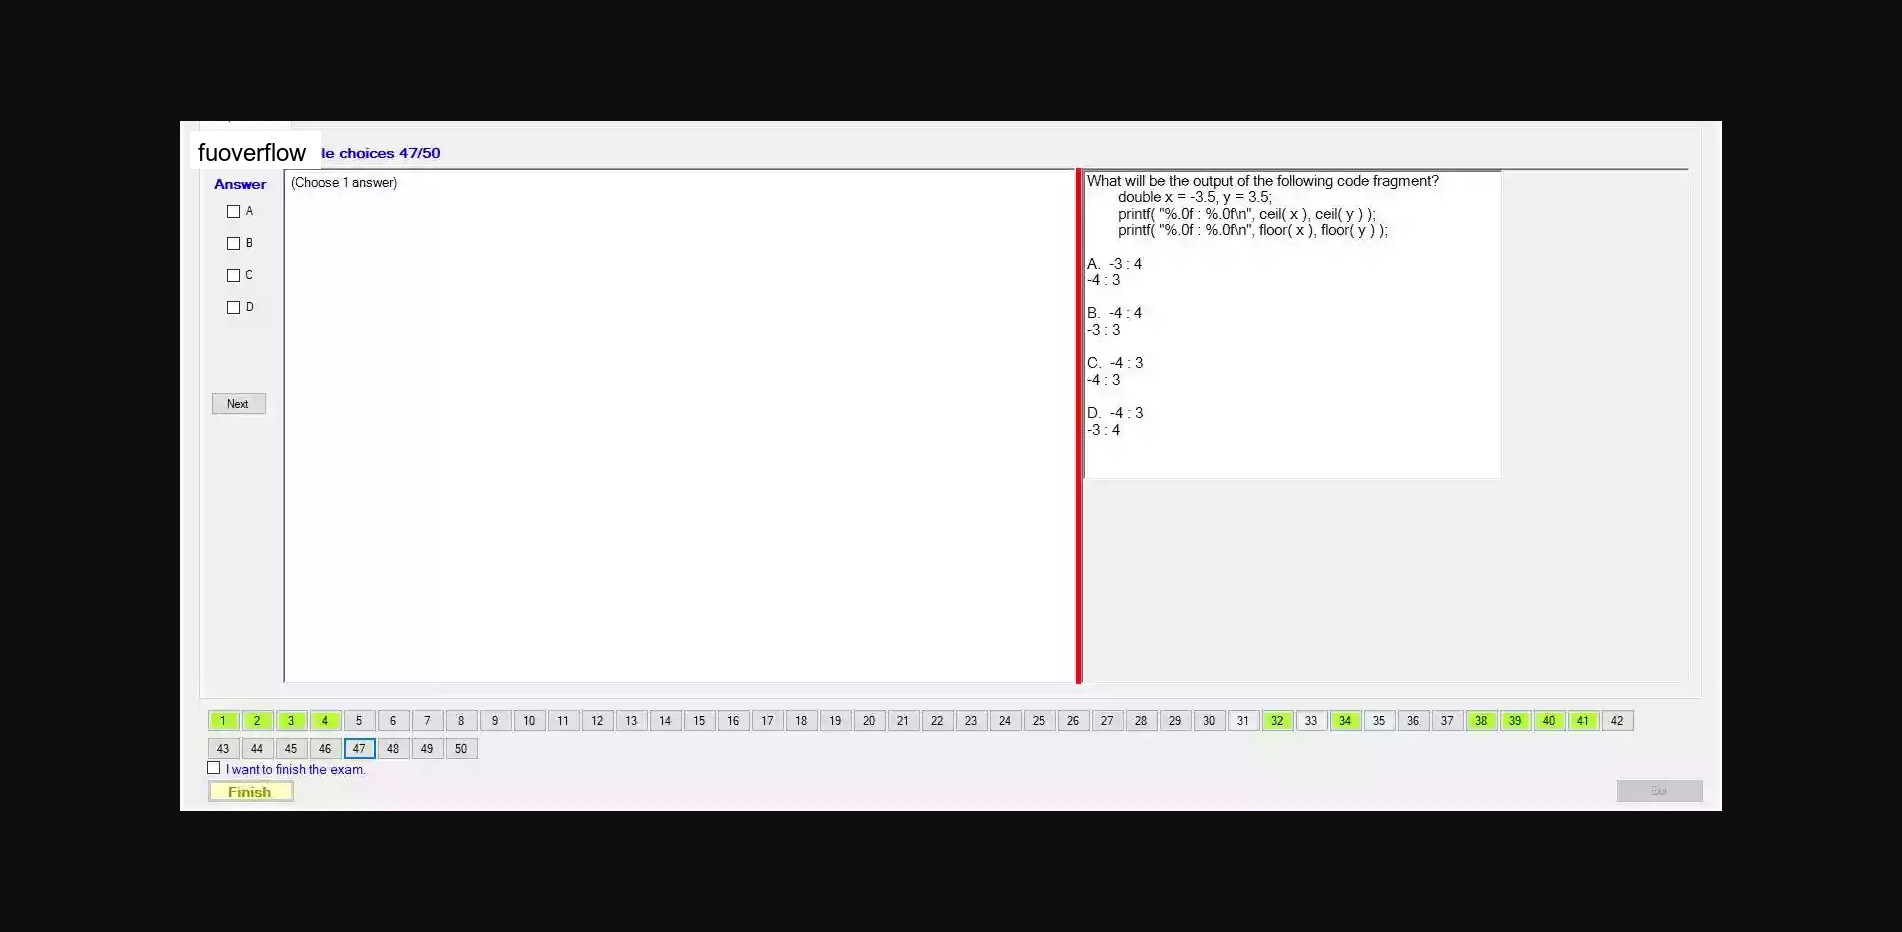 fuoverflow
le choices 47/50
Answer
(Choose 1 answer)
A
B
C
D
Next
What will be the output of the following code fragment?
double x = -3.5, y = 3.5;
printf( "%.0f : %.0f\n", ceil( x ), ceil( y ) );
printf( "%.0f : %.0f\n", floor( x ), floor( y ) );
A. -3 : 4
-4 : 3
B. -4 : 4
-3 : 3
C. -4 : 3
-4 : 3
D. -4 : 3
-3 : 4
1 2 3 4 5 6 7 8 9 10 11 12 13 14 15 16 17 18 19 20 21 22 23 24 25 26 27 28 29 30 31 32 33 34 35 36 37 38 39 40 41 42
43 44 45 46 47 48 49 50
I want to finish the exam.
Finish
Exit